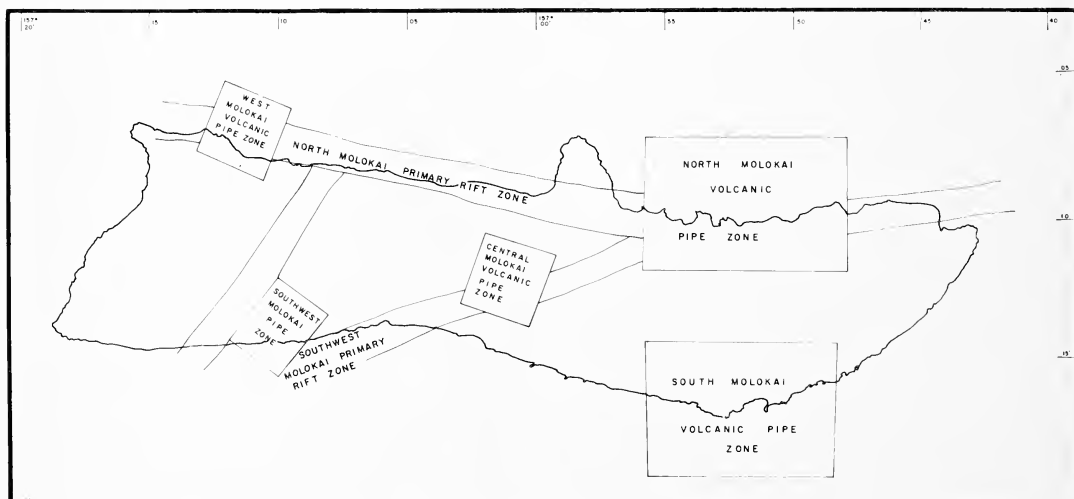 157°
20'
15
10
05
157°
00'
55
50
45
40
05
10
15'
WEST
MOLOKAI
VOLCANIC
PIPE ZONE
NORTH MOLOKAI PRIMARY RIFT ZONE
NORTH MOLOKAI
VOLCANIC
PIPE ZONE
CENTRAL
MOLOKAI
VOLCANIC
PIPE
ZONE
SOUTHWEST
MOLOKAI
PIPE
ZONE
SOUTHWEST
MOLOKAI PRIMARY
RIFT ZONE
SOUTH MOLOKAI
VOLCANIC PIPE
ZONE